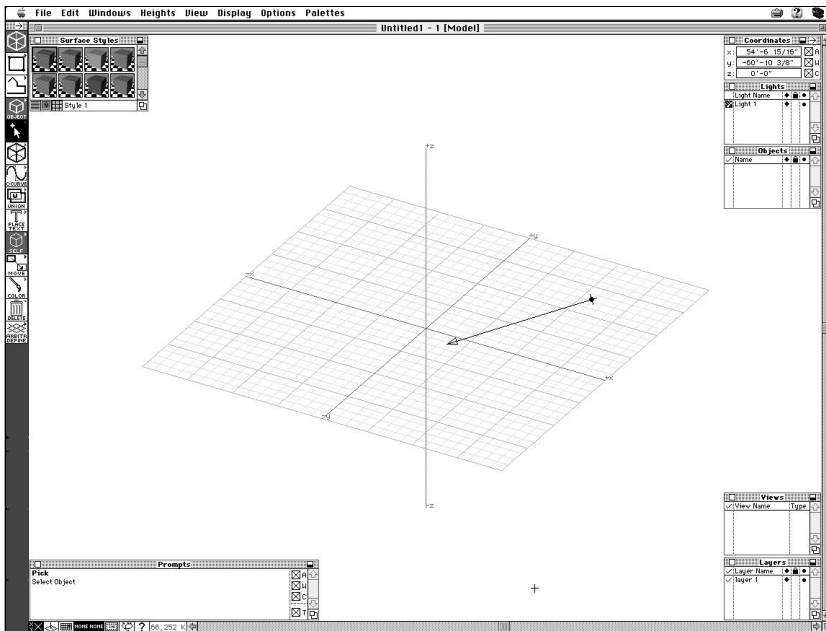 File Edit Windows Heights View Display Options Palettes
Untitled1 - 1 [Model]
Surface Styles
Style 1
OBJECT
C-CURVE
UNION
T
PLACE
TEXT
SELF
MOVE
COLOR
DELETE
ARBITR
DEFINE
+z
+y
-x
+x
-y
-z
Coordinates
x: 54'-6 15/16" A
y: -60'-10 3/8" W
z: 0'-0" C
Lights
Light Name
Light 1
Objects
Name
Views
View Name Type
Layers
Layer Name
layer 1
Prompts
Pick
Select Object
A
W
C
T
NONE NONE
? 66,252 K